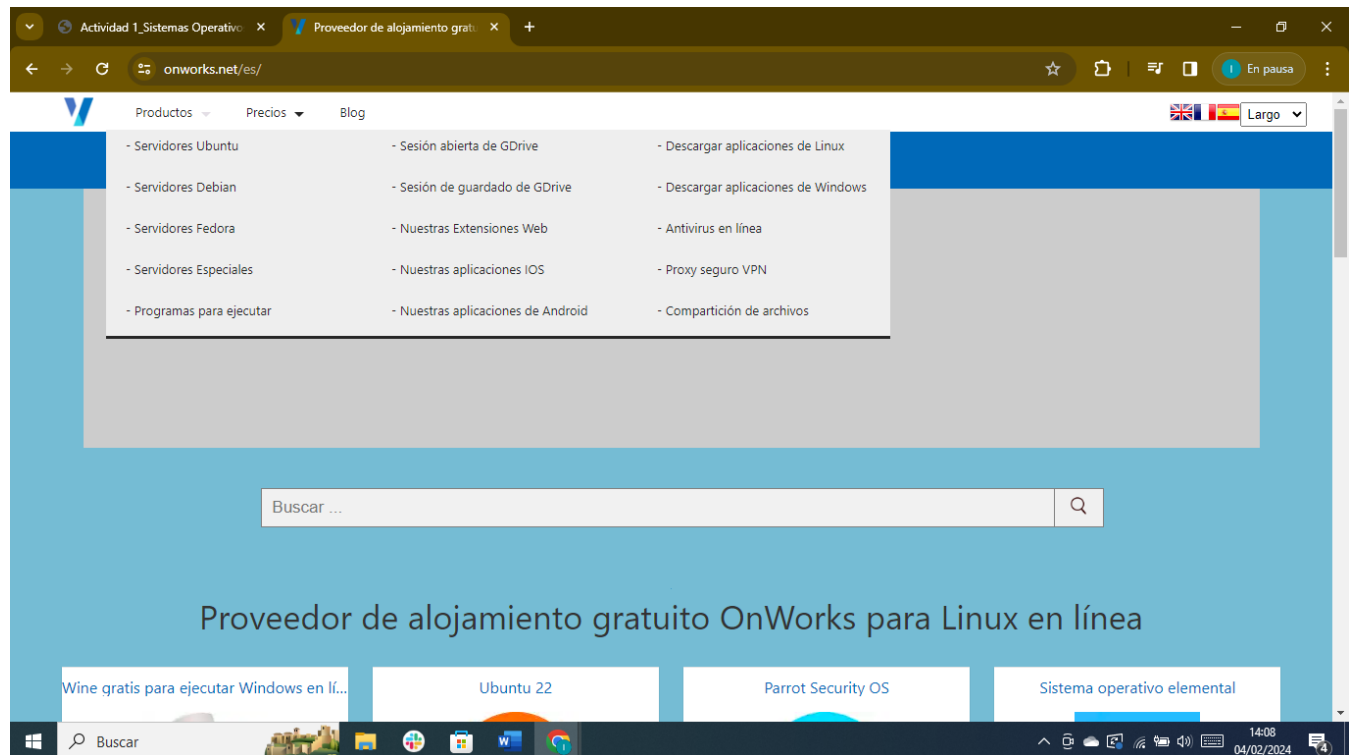 Actividad 1_Sistemas Operativo
Proveedor de alojamiento gratu
onworks.net/es/
I
En pausa
Productos
Precios
Blog
Largo
- Servidores Ubuntu
- Sesión abierta de GDrive
- Descargar aplicaciones de Linux
- Servidores Debian
- Sesión de guardado de GDrive
- Descargar aplicaciones de Windows
- Servidores Fedora
- Nuestras Extensiones Web
- Antivirus en línea
- Servidores Especiales
- Nuestras aplicaciones IOS
- Proxy seguro VPN
- Programas para ejecutar
- Nuestras aplicaciones de Android
- Compartición de archivos
Buscar ...
Proveedor de alojamiento gratuito OnWorks para Linux en línea
Wine gratis para ejecutar Windows en lí...
Ubuntu 22
Parrot Security OS
Sistema operativo elemental
Buscar
14:08
04/02/2024
4